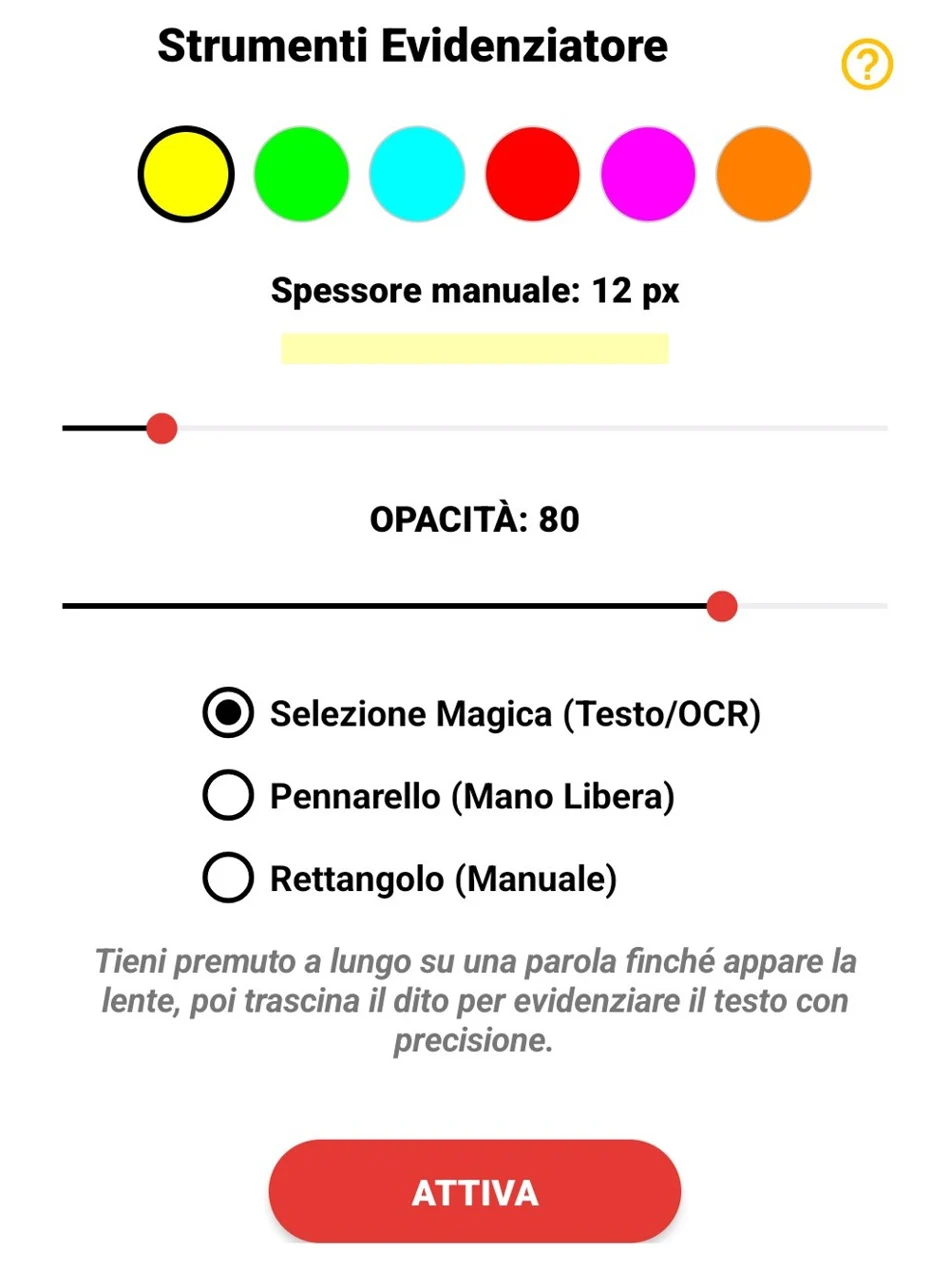 Strumenti Evidenziatore
?
Spessore manuale: 12 px
OPACITÀ: 80
Selezione Magica (Testo/OCR)
Pennarello (Mano Libera)
Rettangolo (Manuale)
Tieni premuto a lungo su una parola finché appare la
lente, poi trascina il dito per evidenziare il testo con
precisione.
ATTIVA